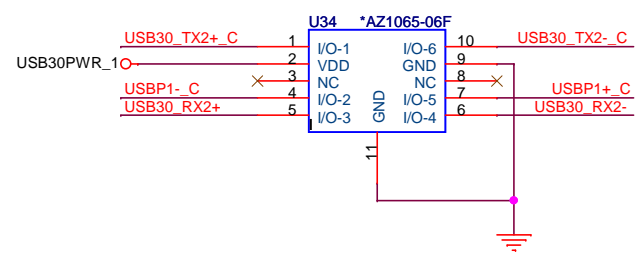 U34 *AZ1065-06F
USB30_TX2+_C 1 I/O-1 I/O-6 10 USB30_TX2-_C
USB30PWR_1 2 VDD GND 9
3 NC NC 8
USBP1-_C 4 I/O-2 I/O-5 7 USBP1+_C
USB30_RX2+ 5 I/O-3 I/O-4 6 USB30_RX2-
GND
11